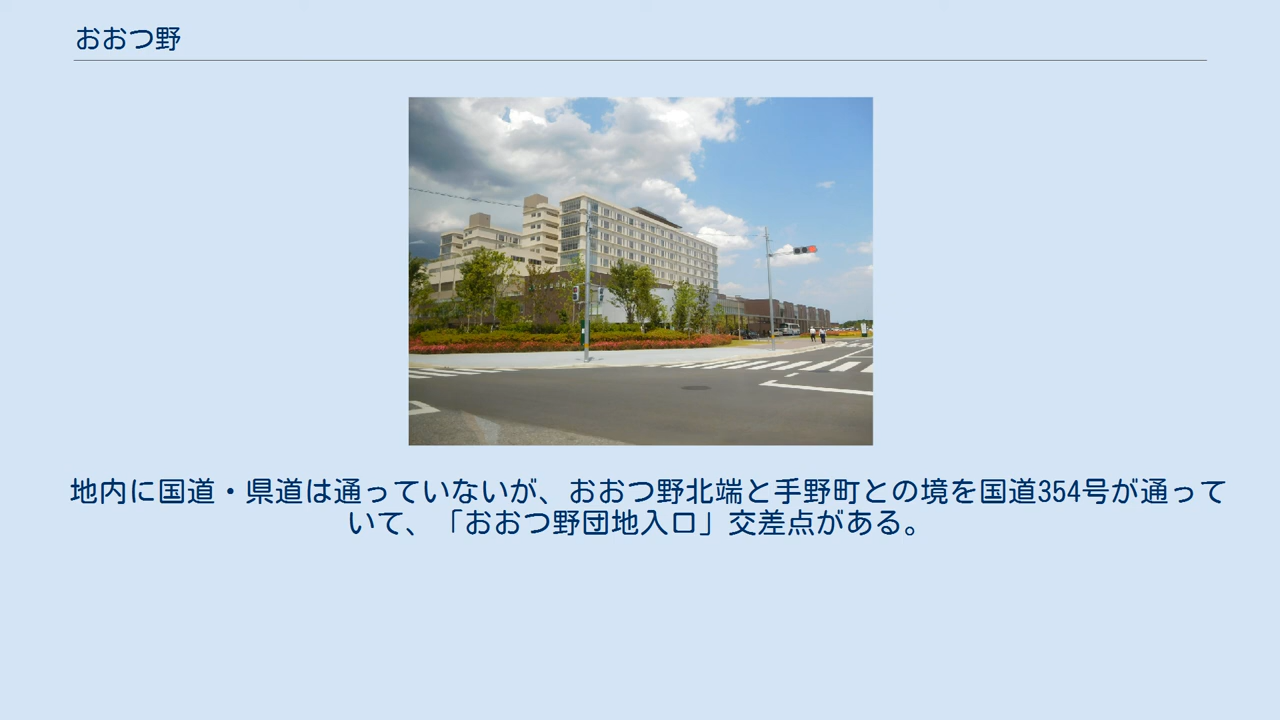 おおつ野
地内に国道・県道は通っていないが、おおつ野北端と手野町との境を国道354号が通って
いて、「おおつ野団地入口」交差点がある。